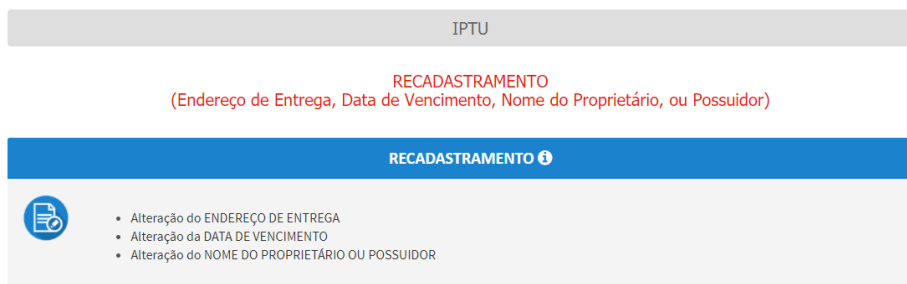 IPTU
RECADASTRAMENTO
(Endereço de Entrega, Data de Vencimento, Nome do Proprietário, ou Possuidor)
RECADASTRAMENTO
• Alteração do ENDEREÇO DE ENTREGA
• Alteração da DATA DE VENCIMENTO
• Alteração do NOME DO PROPRIETÁRIO OU POSSUIDOR